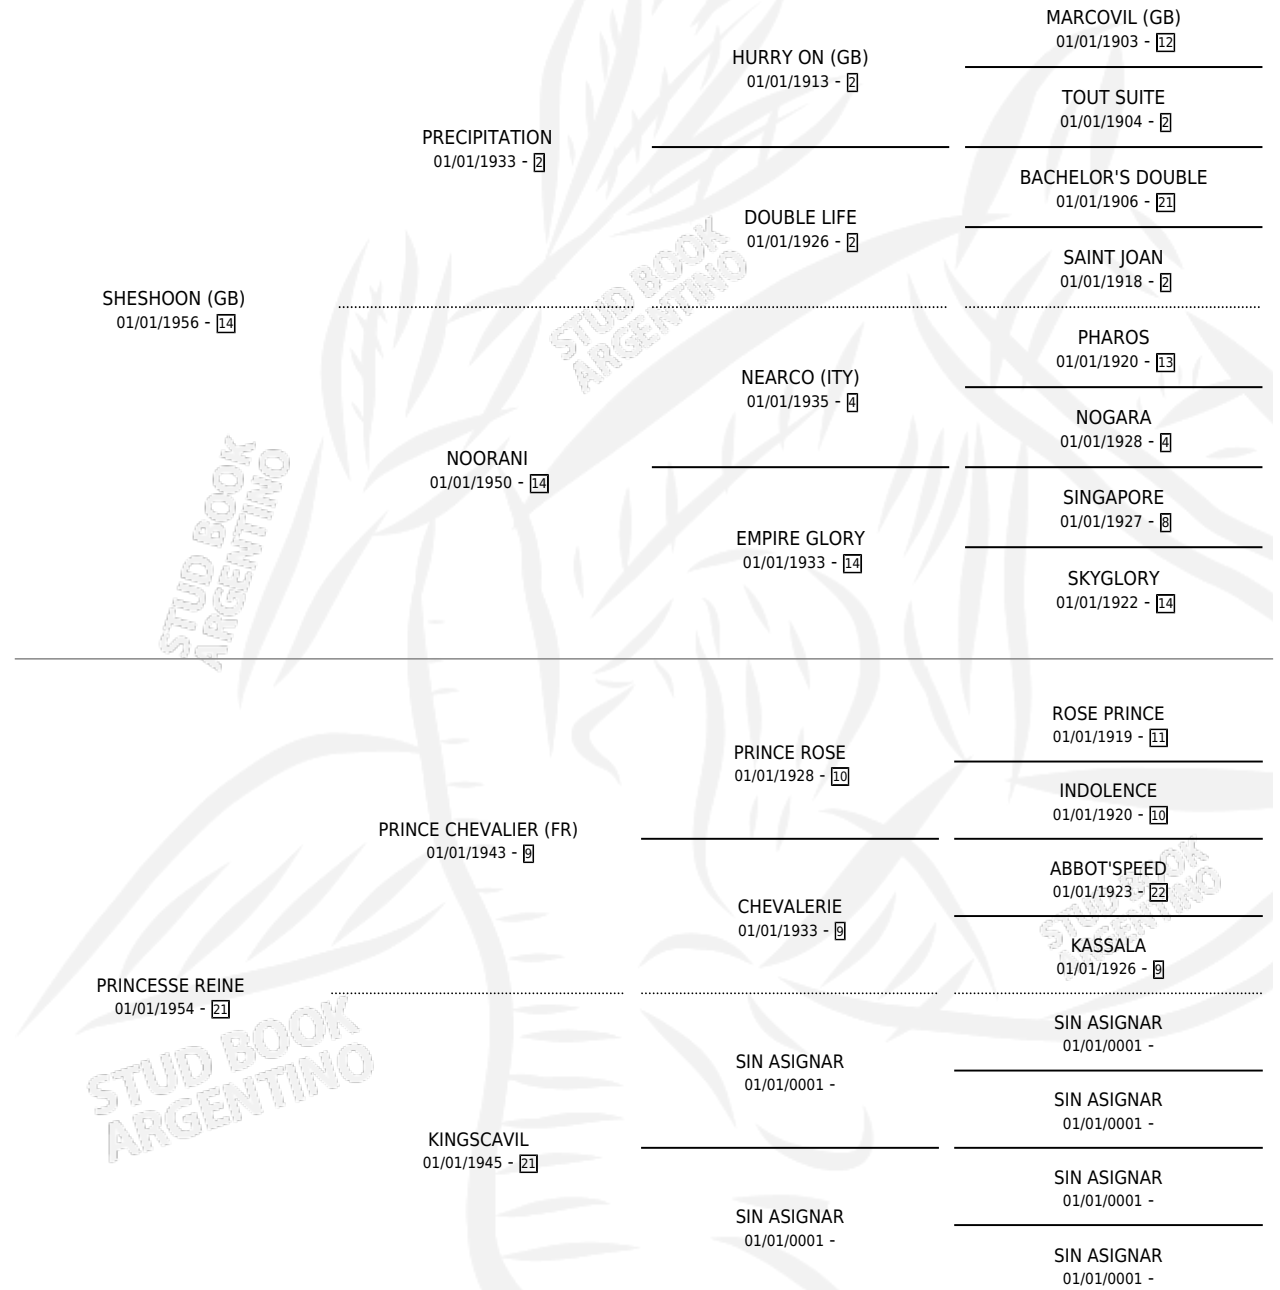 MARCOVIL (GB)
01/01/1903 - 12
HURRY ON (GB)
01/01/1913 - 2
TOUT SUITE
01/01/1904 - 2
PRECIPITATION
01/01/1933 - 2
BACHELOR'S DOUBLE
01/01/1906 - 21
DOUBLE LIFE
01/01/1926 - 2
SAINT JOAN
01/01/1918 - 2
SHESHOON (GB)
01/01/1956 - 14
STUD BOOK
ARGENTINO
PHAROS
01/01/1920 - 13
NEARCO (ITY)
01/01/1935 - 4
NOGARA
01/01/1928 - 4
NOORANI
01/01/1950 - 14
SINGAPORE
01/01/1927 - 8
EMPIRE GLORY
01/01/1933 - 14
SKYGLORY
01/01/1922 - 14
STUD BOOK
ARGENTINO
ROSE PRINCE
01/01/1919 - 11
PRINCE ROSE
01/01/1928 - 10
INDOLENCE
01/01/1920 - 10
PRINCE CHEVALIER (FR)
01/01/1943 - 9
ABBOT'SPEED
01/01/1923 - 22
CHEVALERIE
01/01/1933 - 9
KASSALA
01/01/1926 - 9
STUD BOOK
ARGENTINO
PRINCESSE REINE
01/01/1954 - 21
STUD BOOK
ARGENTINO
SIN ASIGNAR
01/01/0001 -
SIN ASIGNAR
01/01/0001 -
SIN ASIGNAR
01/01/0001 -
KINGSCAVIL
01/01/1945 - 21
SIN ASIGNAR
01/01/0001 -
SIN ASIGNAR
01/01/0001 -
SIN ASIGNAR
01/01/0001 -